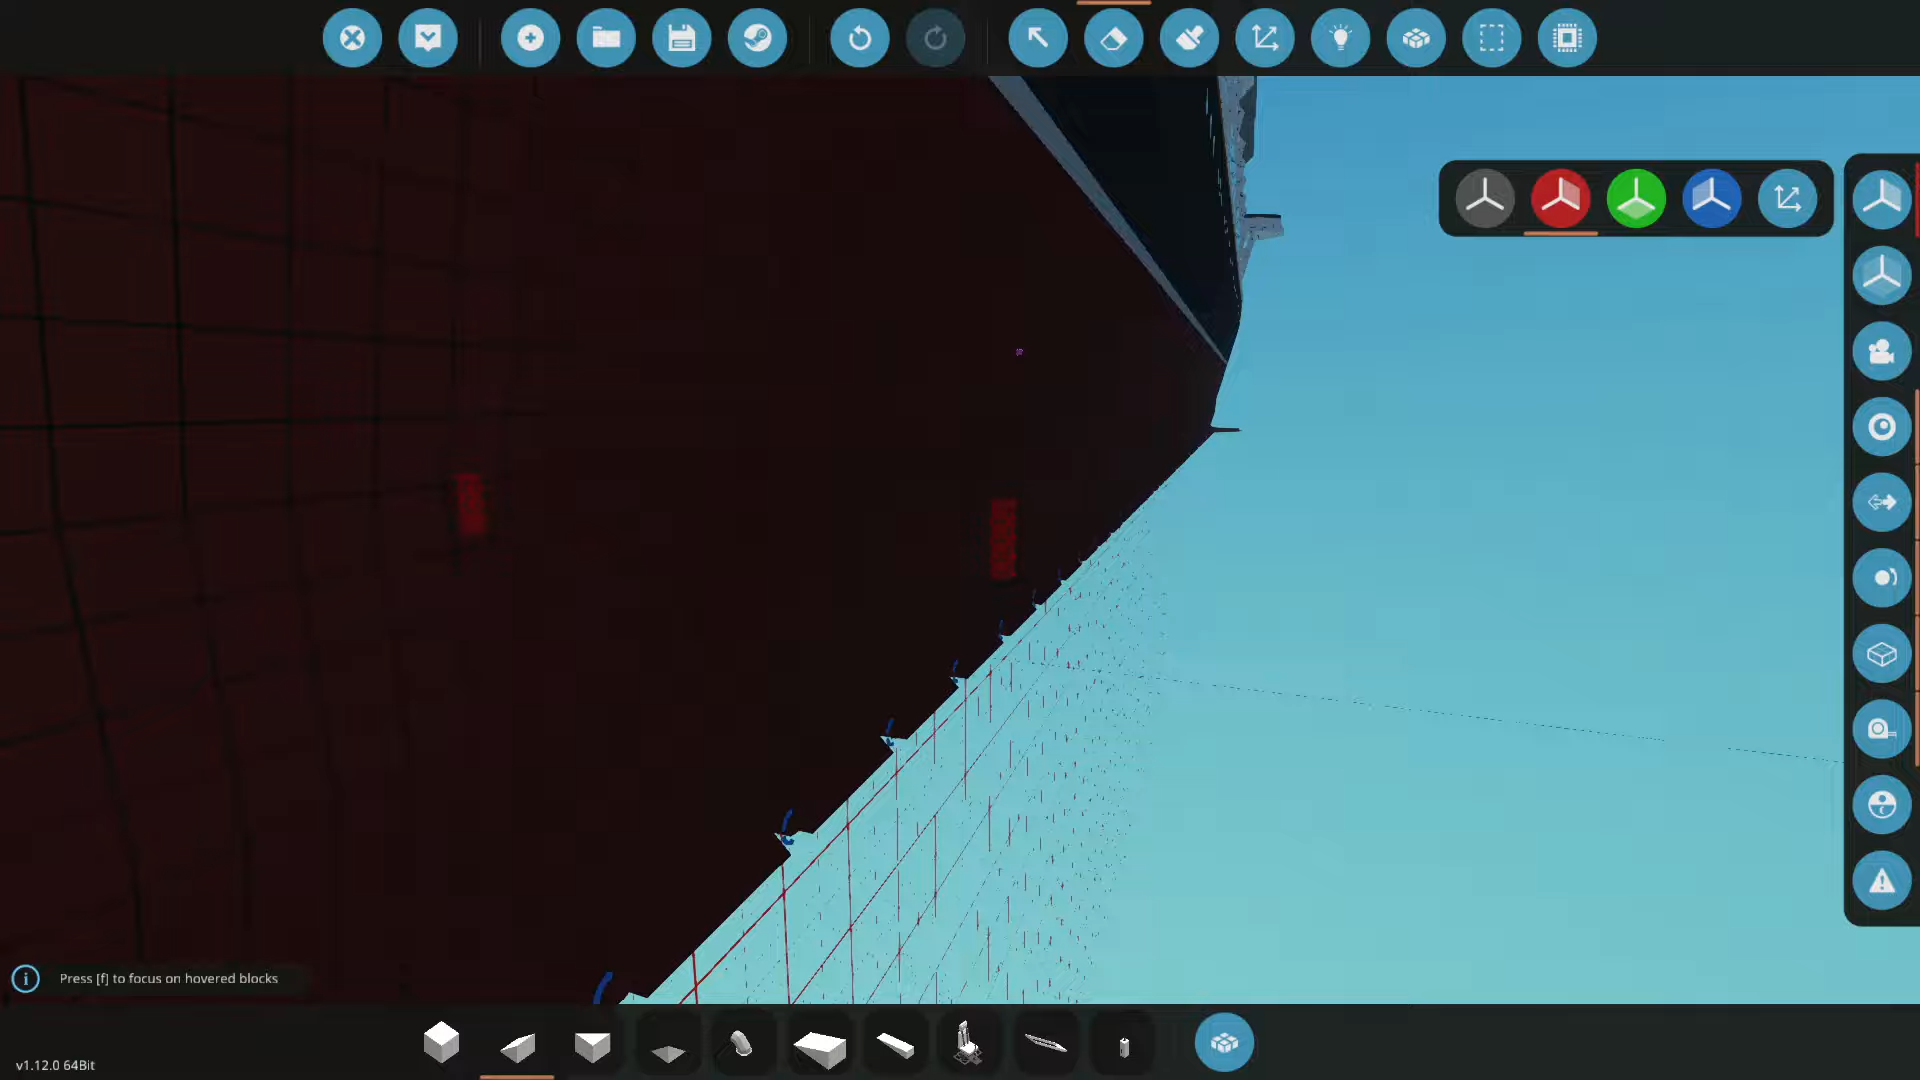 Press [f] to focus on hovered blocks
v1.12.0 64Bit